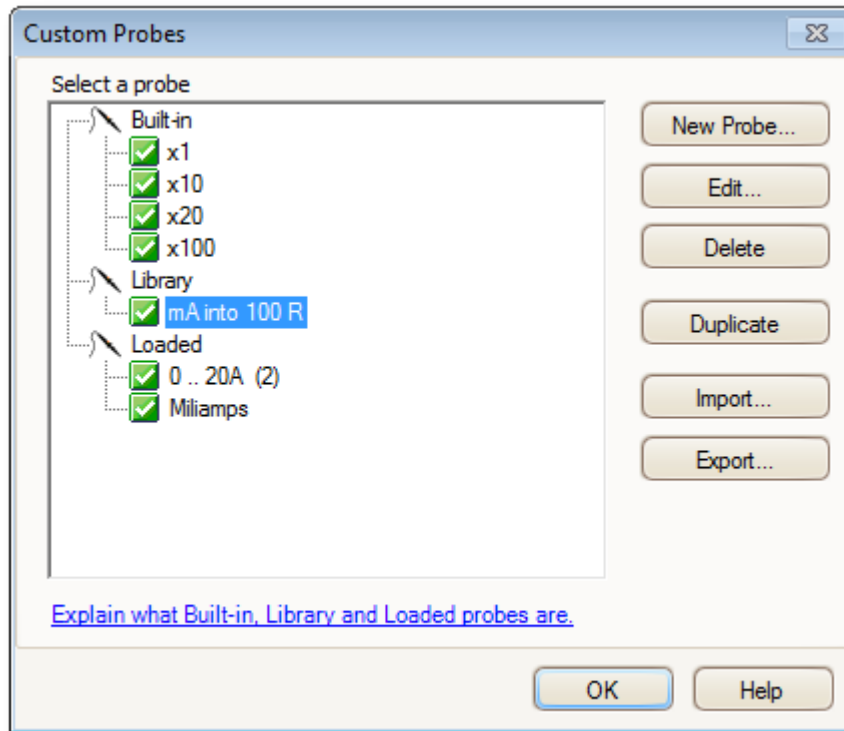 Custom Probes
Select a probe
Built-in
x1
x10
x20
x100
Library
mA into 100 R
Loaded
0 .. 20A (2)
Miliamps
New Probe...
Edit...
Delete
Duplicate
Import...
Export...
Explain what Built-in, Library and Loaded probes are.
OK
Help